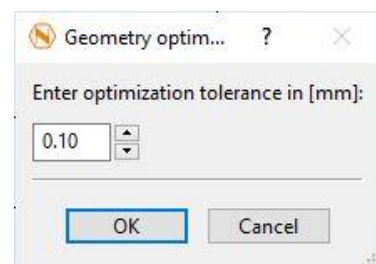 Geometry optim... ?
Enter optimization tolerance in [mm]:
0.10
OK Cancel